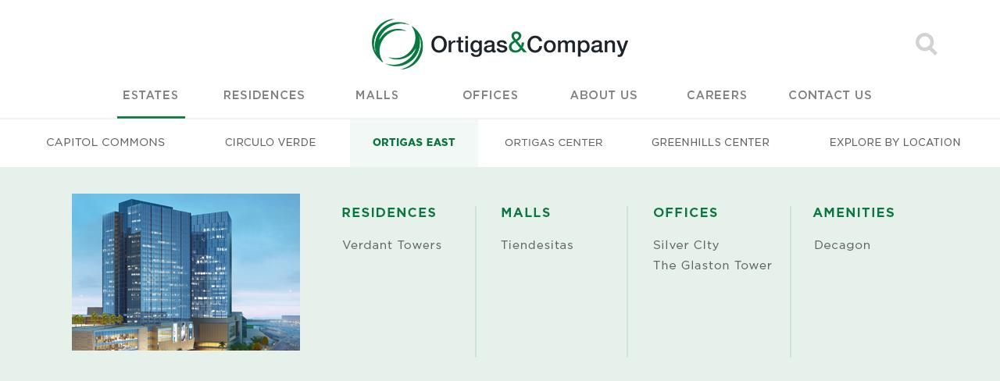 Ortigas&Company
ESTATES RESIDENCES MALLS OFFICES ABOUT US CAREERS CONTACT US
CAPITOL COMMONS CIRCULO VERDE ORTIGAS EAST ORTIGAS CENTER GREENHILLS CENTER EXPLORE BY LOCATION
RESIDENCES MALLS OFFICES AMENITIES
Verdant Towers Tiendesitas Silver CIty Decagon
The Glaston Tower